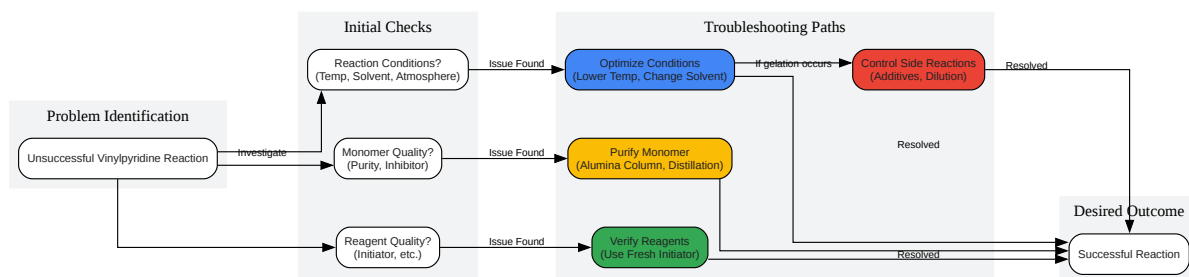 Initial Checks
Troubleshooting Paths
Reaction Conditions?
(Temp, Solvent, Atmosphere)
Issue Found
Optimize Conditions
(Lower Temp, Change Solvent)
If gelation occurs
Control Side Reactions
(Additives, Dilution)
Resolved
Problem Identification
Unsuccessful Vinylpyridine Reaction
Investigate
Monomer Quality?
(Purity, Inhibitor)
Issue Found
Purify Monomer
(Alumina Column, Distillation)
Resolved
Reagent Quality?
(Initiator, etc.)
Issue Found
Verify Reagents
(Use Fresh Initiator)
Resolved
Desired Outcome
Successful Reaction